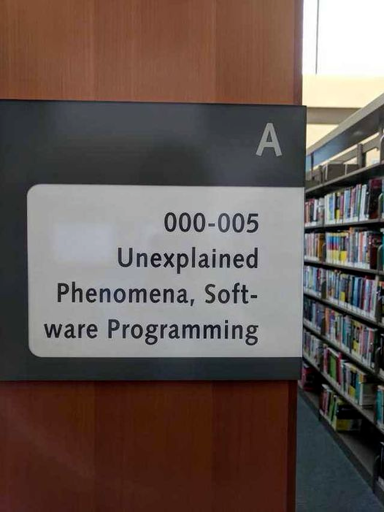 A
000-005
Unexplained
Phenomena, Soft-
ware Programming